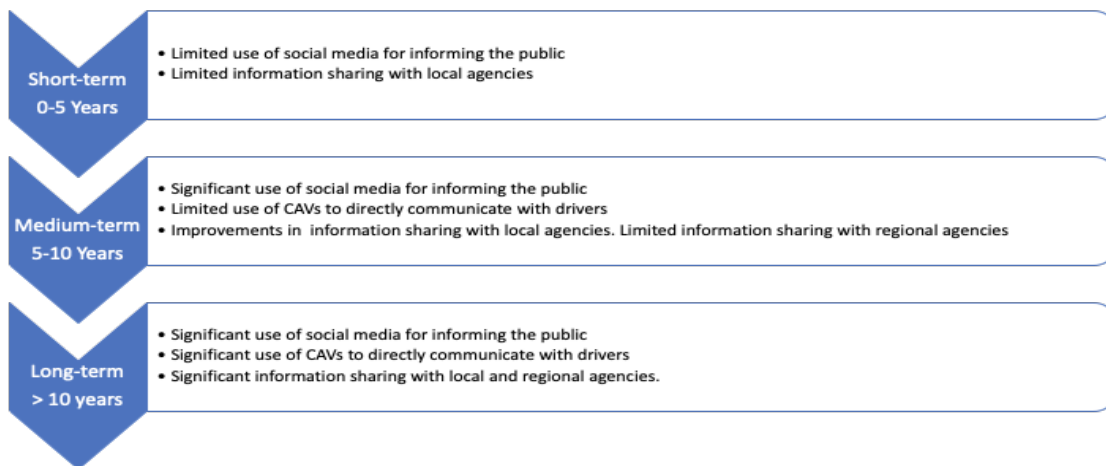 Short-term
0-5 Years
• Limited use of social media for informing the public
• Limited information sharing with local agencies
Medium-term
5-10 Years
• Significant use of social media for informing the public
• Limited use of CAVs to directly communicate with drivers
• Improvements in  information sharing with local agencies. Limited information sharing with regional agencies
Long-term
> 10 years
• Significant use of social media for informing the public
• Significant use of CAVs to directly communicate with drivers
• Significant information sharing with local and regional agencies.